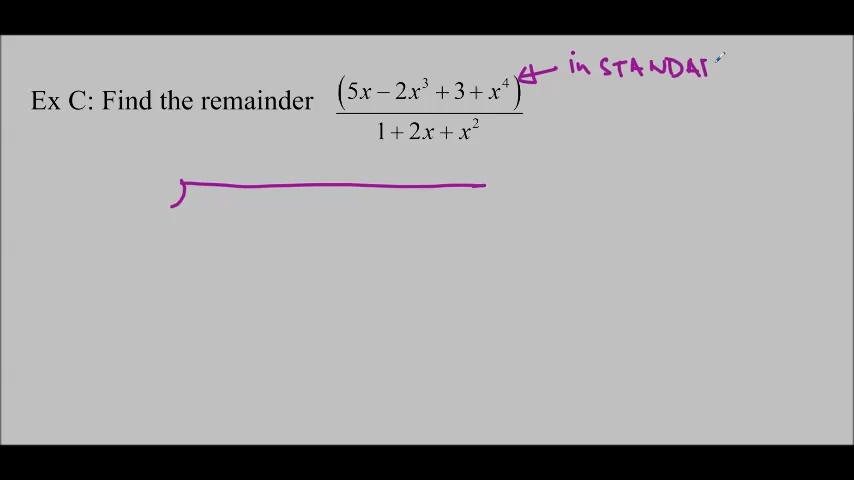 in STANDAR
Ex C: Find the remainder (5x − 2x³ + 3 + x⁴) / 1 + 2x + x²